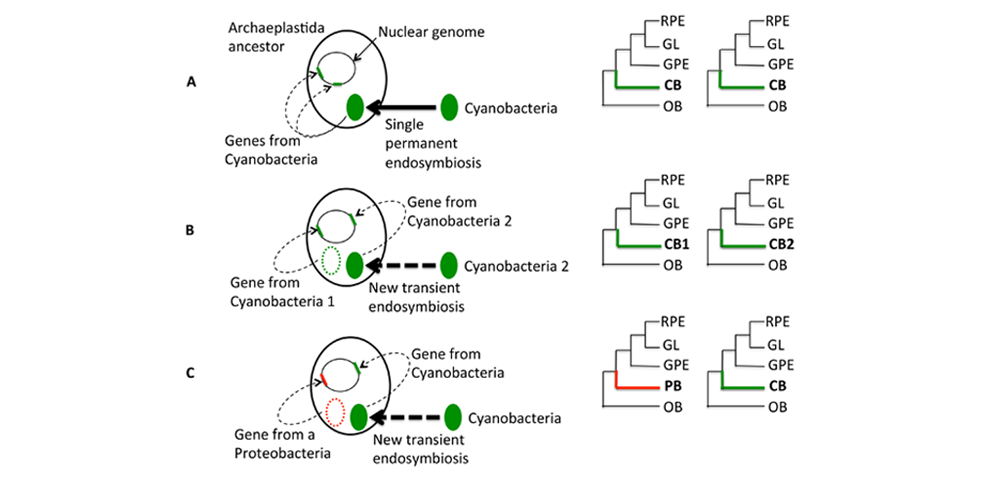 A
Archaeplastida
ancestor
Nuclear genome
Cyanobacteria
Single
permanent
endosymbiosis
Genes from
Cyanobacteria
RPE
GL
GPE
CB
OB
RPE
GL
GPE
CB
OB
B
Gene from
Cyanobacteria 2
Cyanobacteria 2
New transient
endosymbiosis
Gene from
Cyanobacteria 1
RPE
GL
GPE
CB1
OB
RPE
GL
GPE
CB2
OB
C
Gene from
Cyanobacteria
Cyanobacteria
New transient
endosymbiosis
Gene from a
Proteobacteria
RPE
GL
GPE
PB
OB
RPE
GL
GPE
CB
OB